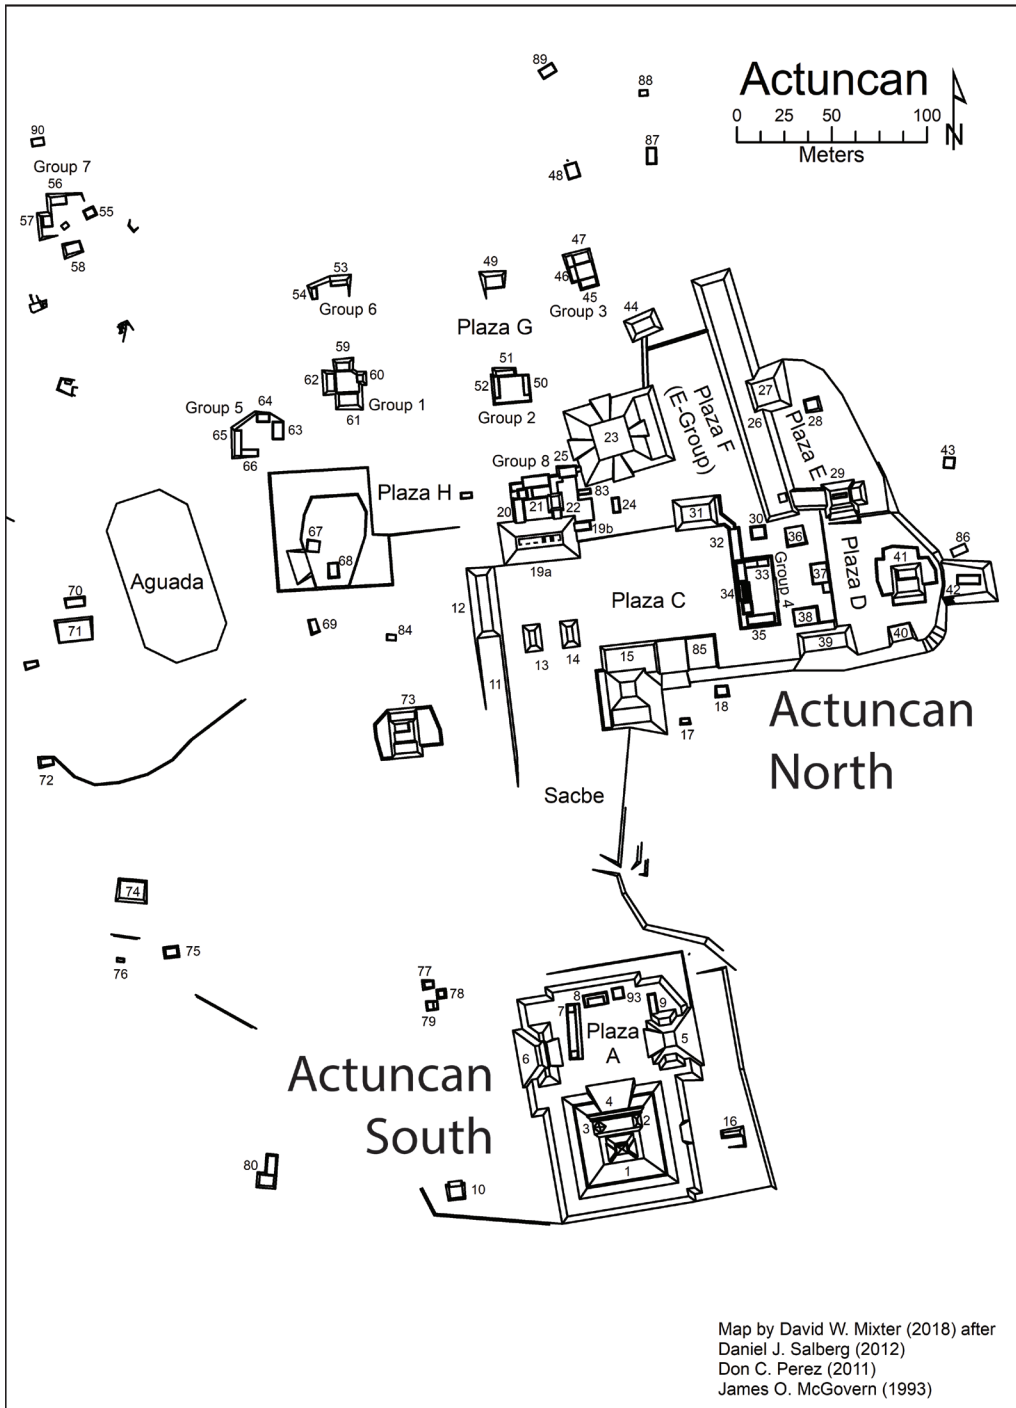 89
88
Actuncan
0 25 50 100
Meters
N
90
87
Group 7
48
56
57
55
58
47
53
49
46
54
45
Group 6
Group 3
44
Plaza G
59
51
27
62
60
52
50
Plaza F
(E-Group)
28
Group 5
64
Group 1
Group 2
26
61
Plaza E
65
63
23
66
Group 8
25
43
29
Plaza H
83
20
21
22
24
31
19b
30
36
86
67
32
41
68
19a
33
Group 4
37
Plaza D
Aguada
12
Plaza C
34
42
70
38
71
69
84
35
39
40
13
14
15
85
11
18
73
17
Actuncan
North
72
Sacbe
74
75
76
77
78
79
8
93
9
7
Plaza
A
5
6
Actuncan
South
4
3
2
16
1
80
10
Map by David W. Mixter (2018) after
Daniel J. Salberg (2012)
Don C. Perez (2011)
James O. McGovern (1993)